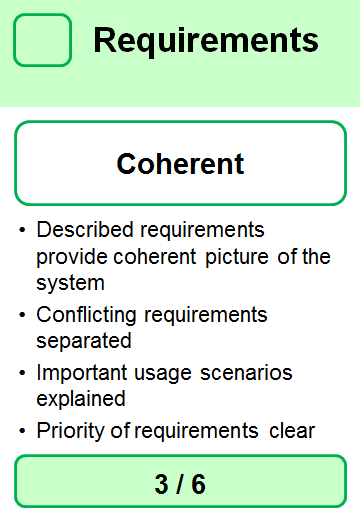 Requirements
Coherent
• Described requirements
provide coherent picture of the
system
• Conflicting requirements
separated
• Important usage scenarios
explained
• Priority of requirements clear
3 / 6